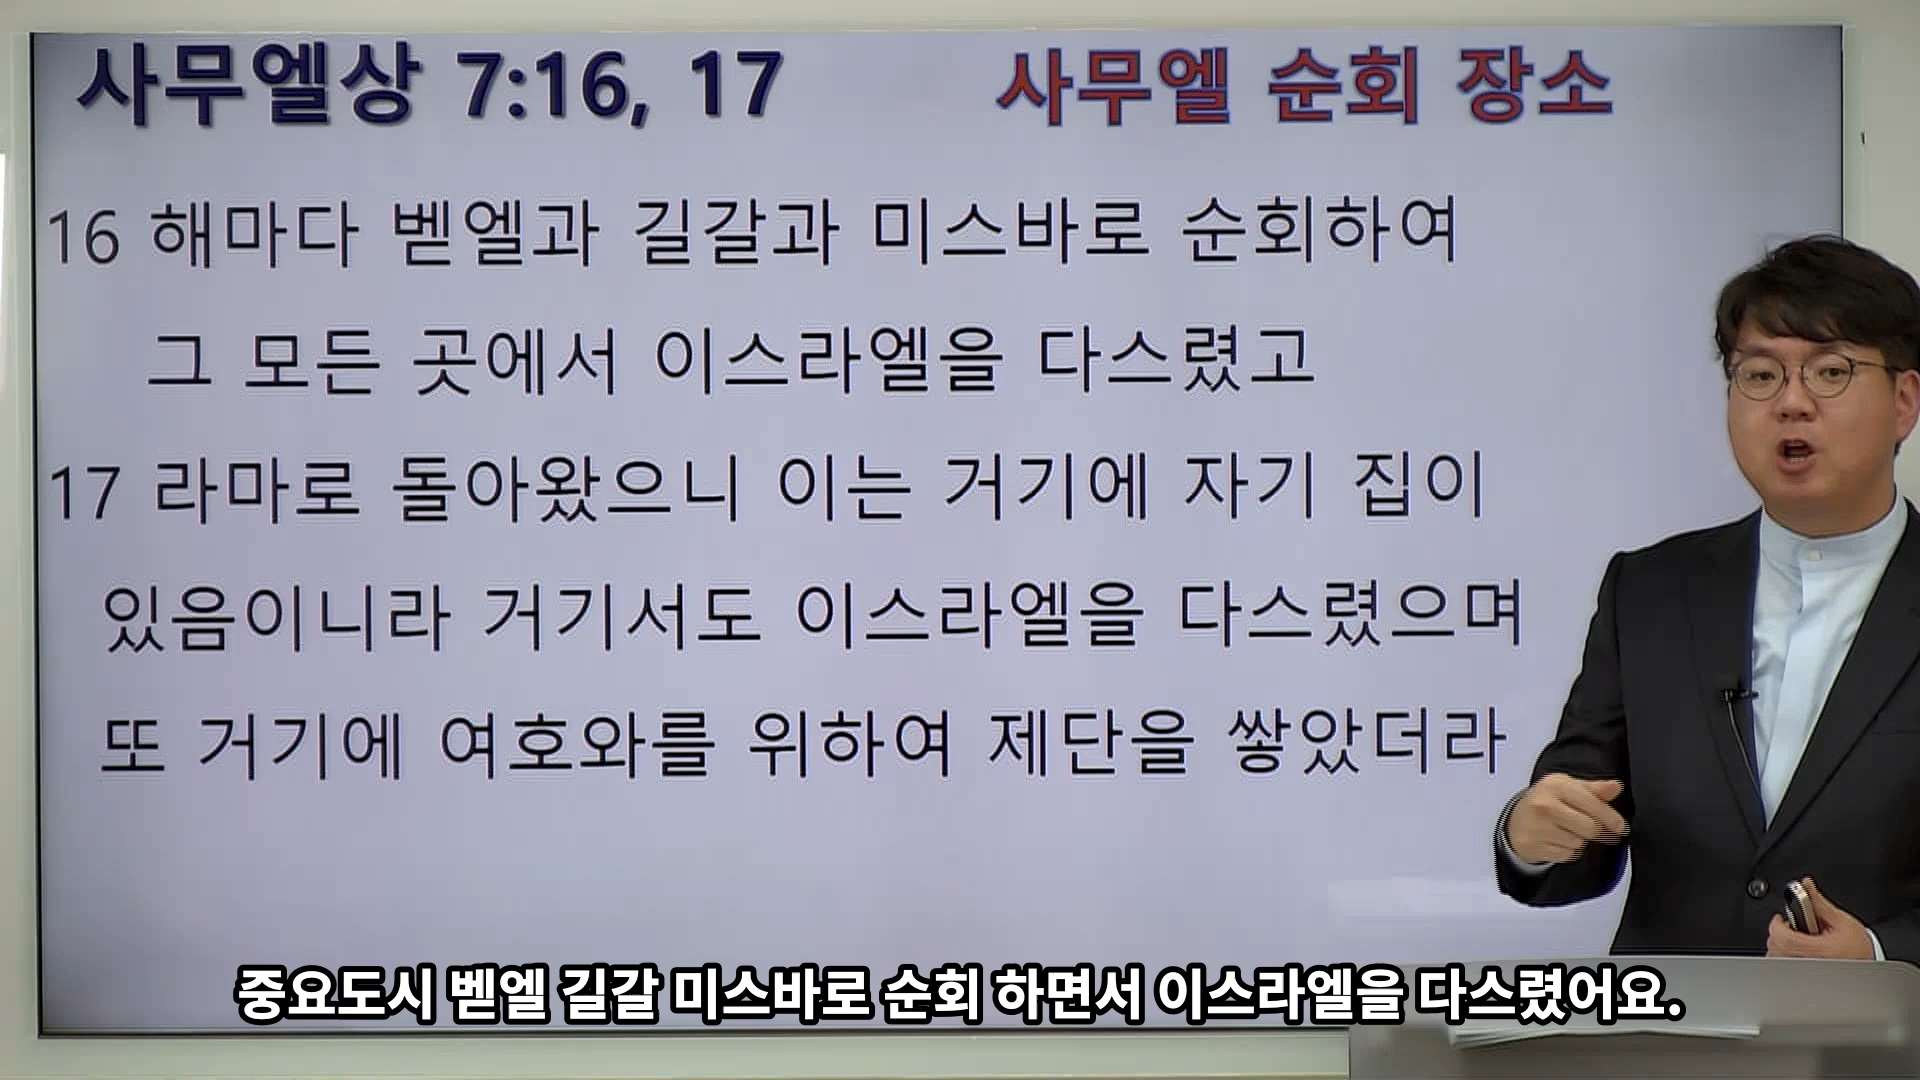 사무엘상 7:16, 17
사무엘 순회 장소
16 해마다 벧엘과 길갈과 미스바로 순회하여
그 모든 곳에서 이스라엘을 다스렸고
17 라마로 돌아왔으니 이는 거기에 자기 집이
있음이니라 거기서도 이스라엘을 다스렸으며
또 거기에 여호와를 위하여 제단을 쌓았더라
중요도시 벧엘 길갈 미스바로 순회 하면서 이스라엘을 다스렸어요.